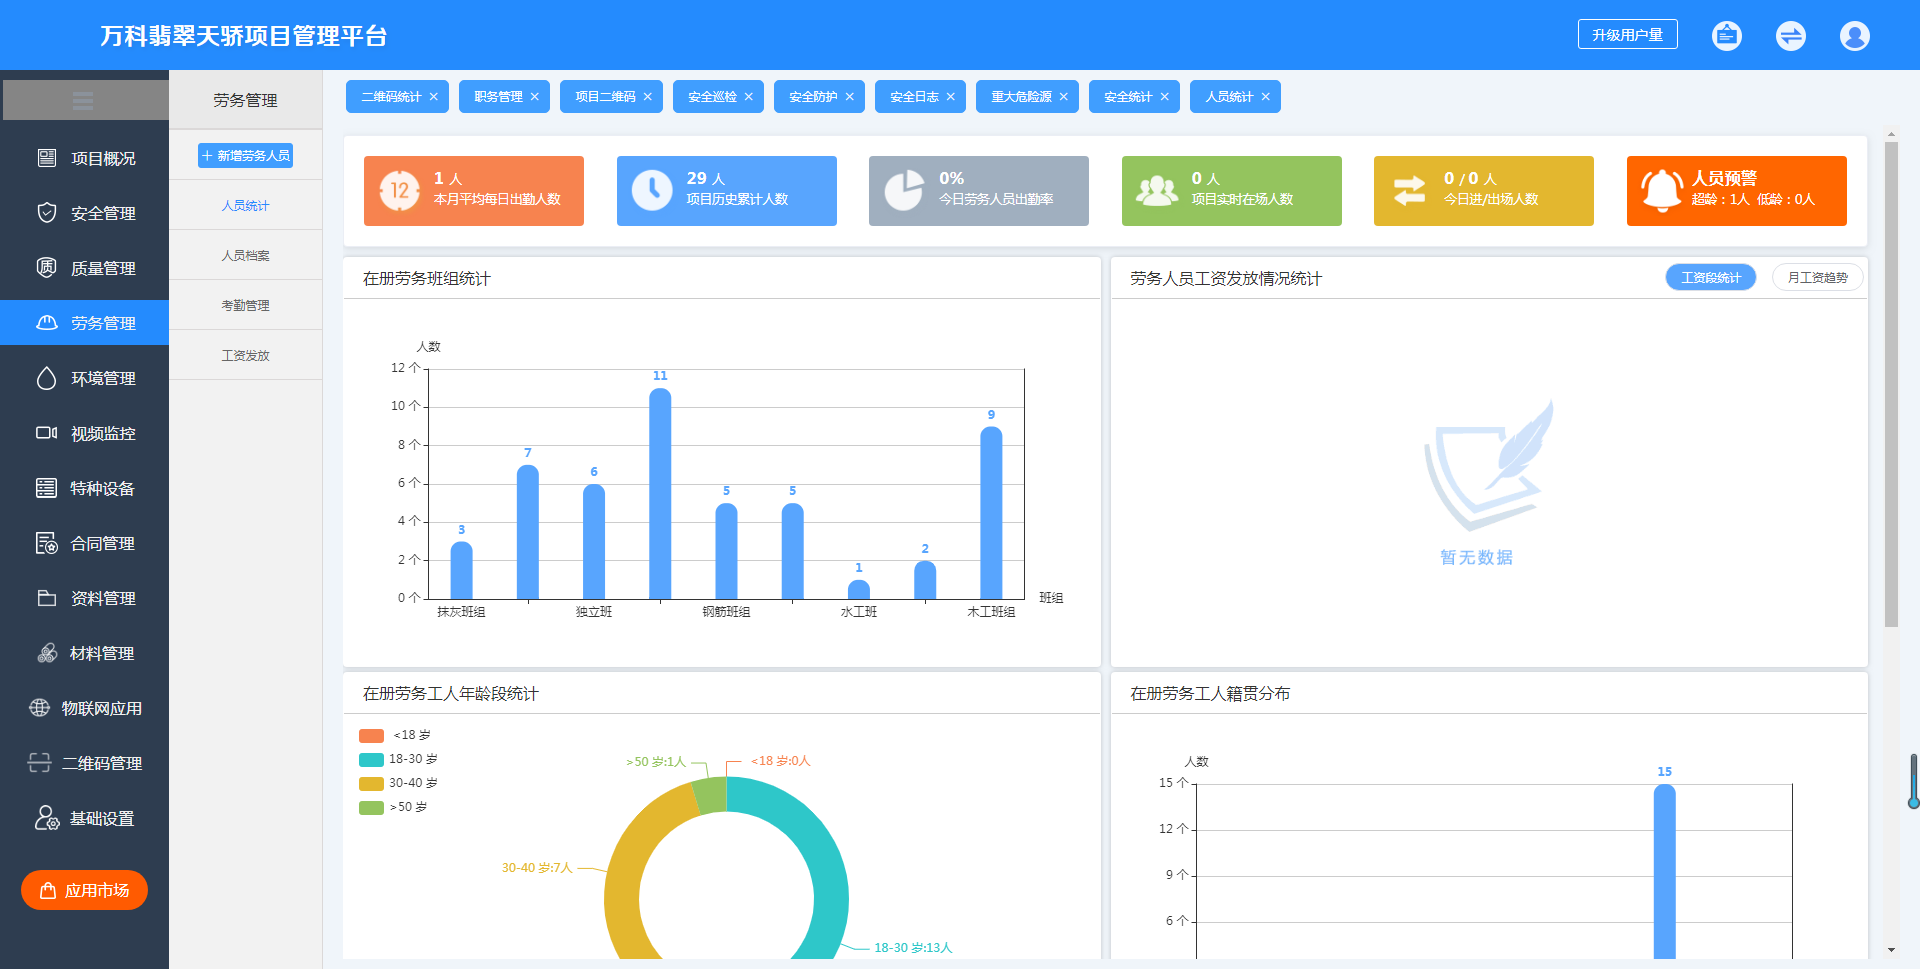 万科翡翠天骄项目管理平台
升级用户量
项目概况
安全管理
质量管理
劳务管理
环境管理
视频监控
特种设备
合同管理
资料管理
材料管理
物联网应用
二维码管理
基础设置
应用市场
劳务管理
+ 新增劳务人员
人员统计
人员档案
考勤管理
工资发放
二维码统计 ×
职务管理 ×
项目二维码 ×
安全巡检 ×
安全防护 ×
安全日志 ×
重大危险源 ×
安全统计 ×
人员统计 ×
12
1 人
本月平均每日出勤人数
29 人
项目历史累计人数
0%
今日劳务人员出勤率
0 人
项目实时在场人数
0 / 0 人
今日进/出场人数
人员预警
超龄：1人 低龄：0人
在册劳务班组统计
人数
12 个
10 个
8 个
6 个
4 个
2 个
0 个
3
7
6
11
5
5
1
2
9
抹灰班组
独立班
钢筋班组
水工班
木工班组
班组
劳务人员工资发放情况统计
工资段统计
月工资趋势
暂无数据
在册劳务工人年龄段统计
<18 岁
18-30 岁
30-40 岁
>50 岁
>50 岁:1人
<18 岁:0人
30-40 岁:7人
18-30 岁:13人
在册劳务工人籍贯分布
人数
15 个
12 个
9 个
6 个
15